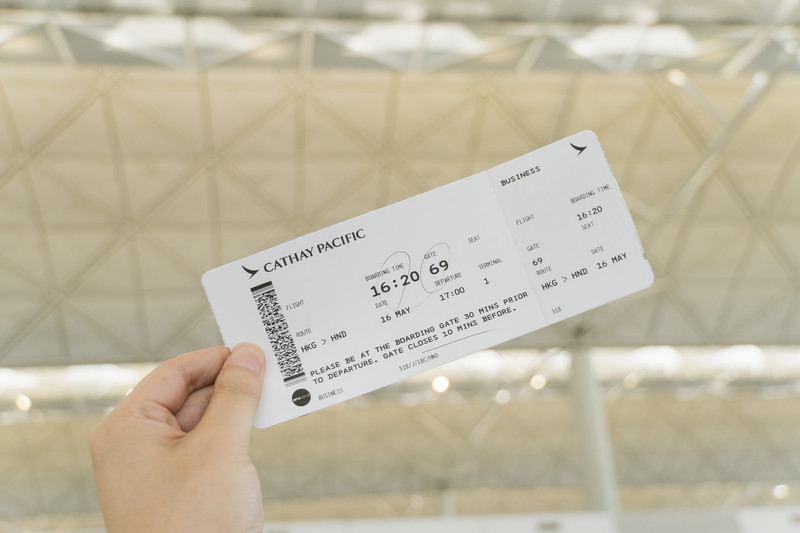 CATHAY PACIFIC
FLIGHT
BOARDING TIME
GATE
SEAT
16:20
69
ROUTE
DATE
DEPARTURE
TERMINAL
HKG > HND
16 MAY
17:00
1
PLEASE BE AT THE BOARDING GATE 30 MINS PRIOR
TO DEPARTURE. GATE CLOSES 10 MINS BEFORE.
BUSINESS
BUSINESS
FLIGHT
BOARDING TIME
16:20
SEAT
GATE
69
ROUTE
DATE
HKG > HND
16 MAY
310